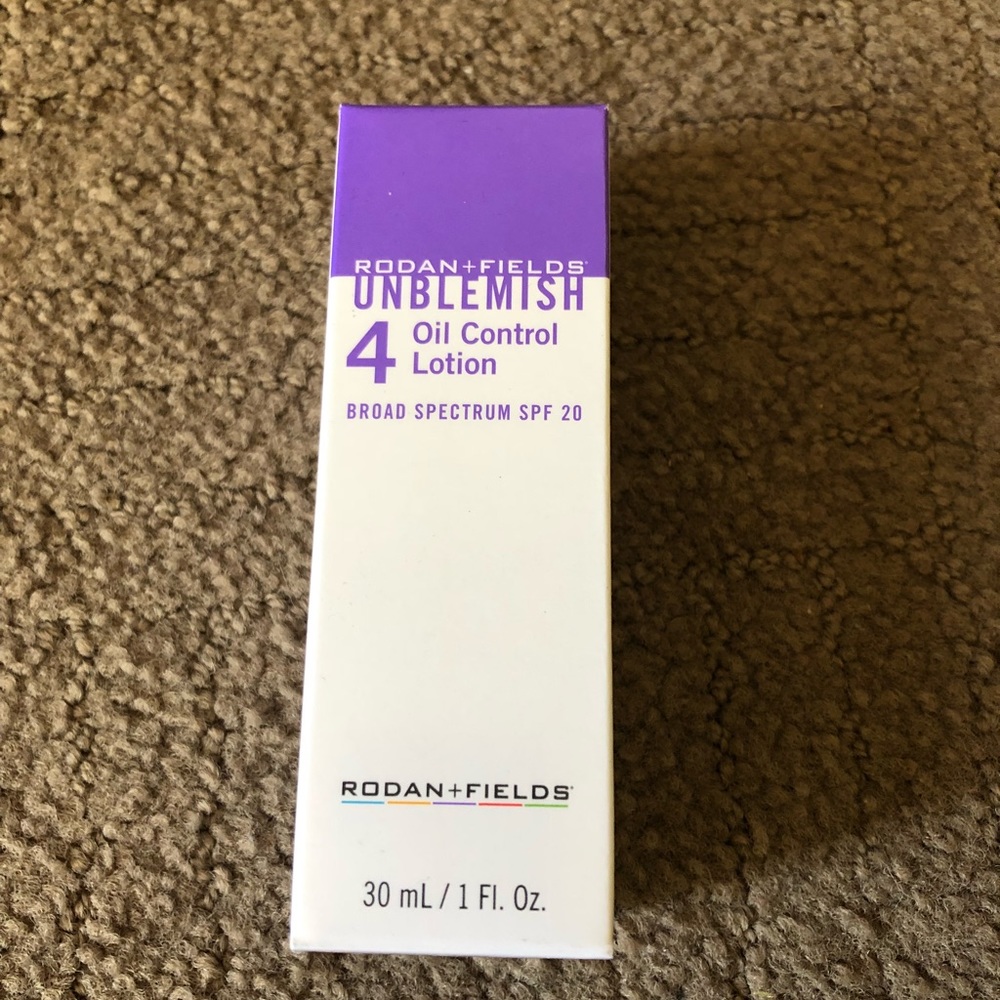 RODAN+FIELDS
UNBLEMISH
4 Oil Control
Lotion
BROAD SPECTRUM SPF 20
RODAN+FIELDS
30 mL / 1 Fl. Oz.